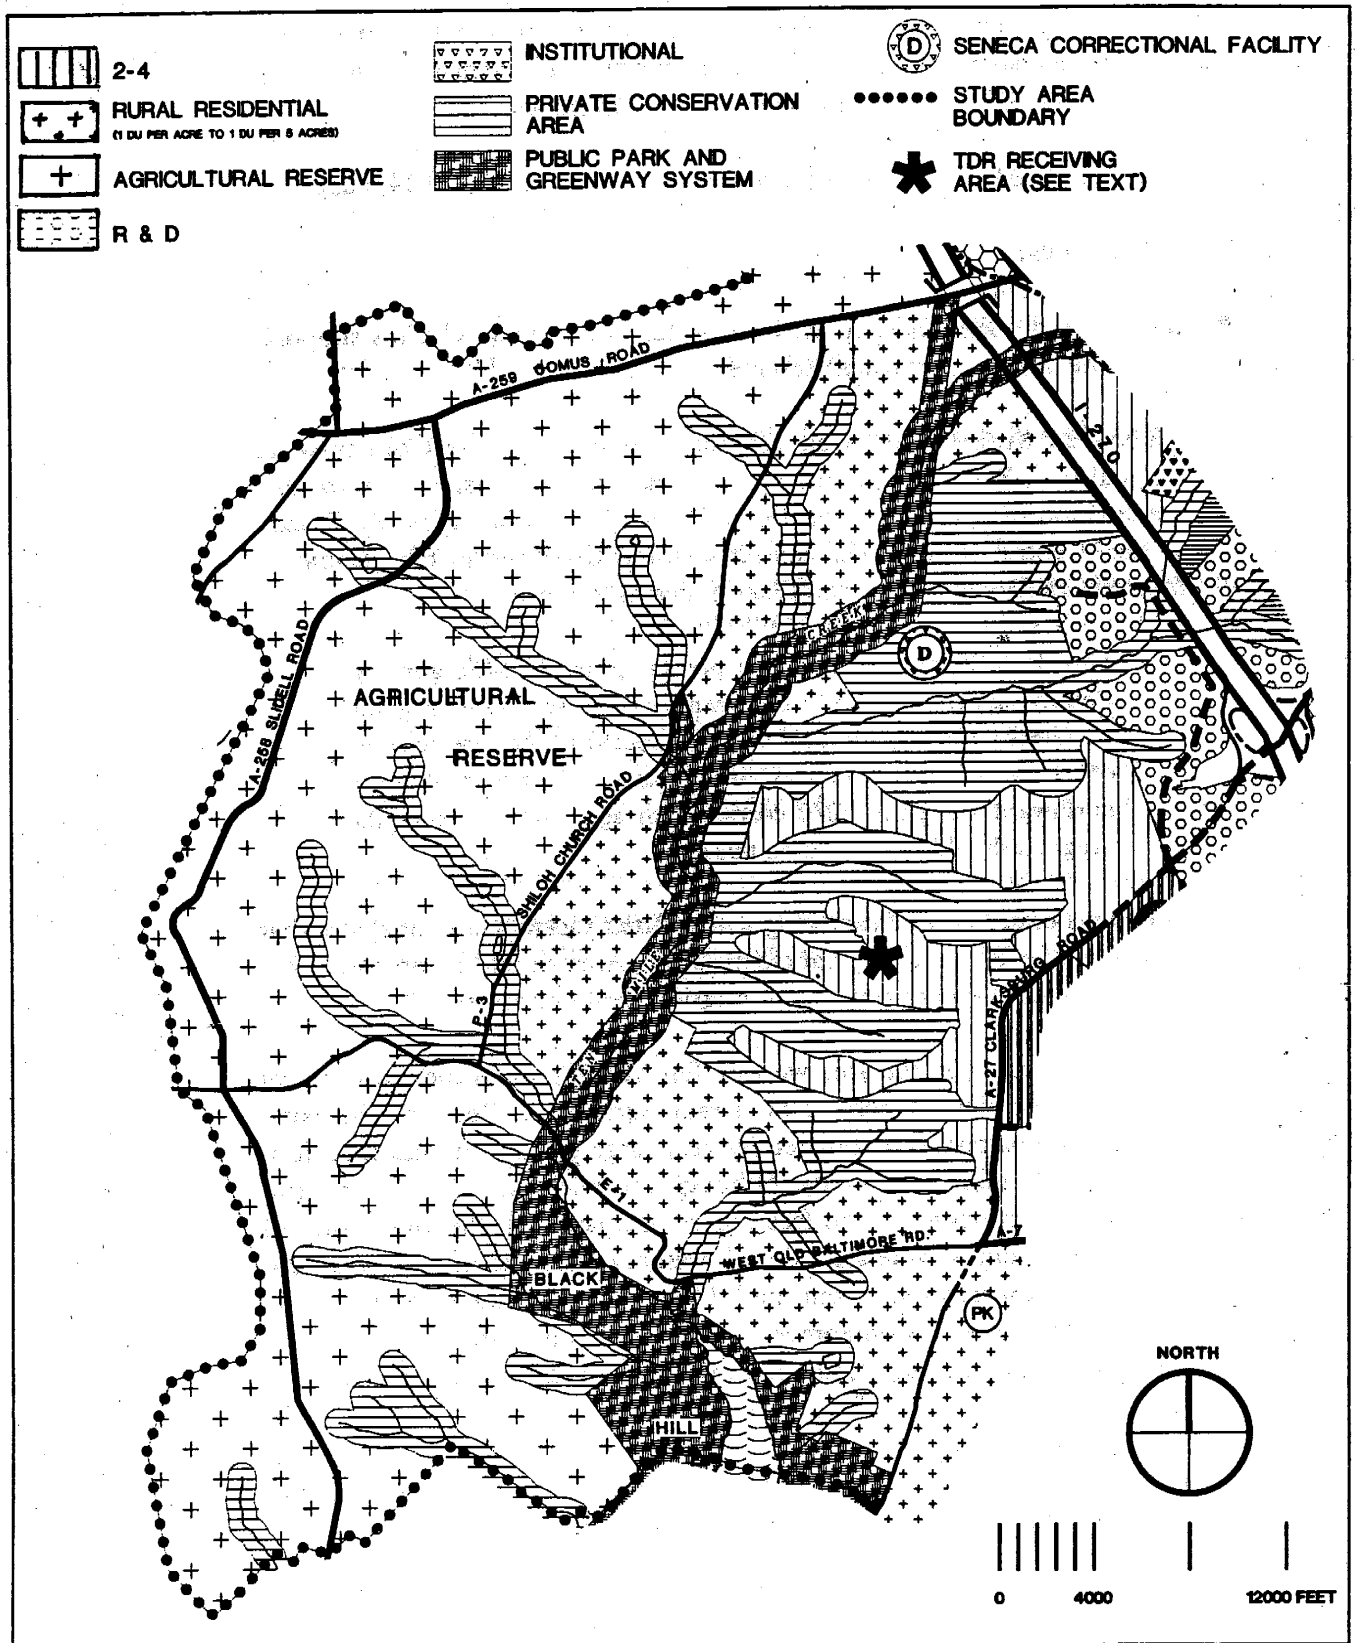 2-4
RURAL RESIDENTIAL
(1 DU PER ACRE TO 1 DU PER 5 ACRES)
AGRICULTURAL RESERVE
R & D
INSTITUTIONAL
PRIVATE CONSERVATION
AREA
PUBLIC PARK AND
GREENWAY SYSTEM
D
SENECA CORRECTIONAL FACILITY
STUDY AREA
BOUNDARY
TDR RECEIVING
AREA (SEE TEXT)
A-259
ROAD
I-270
CREEK
D
A-258 SLIDELL ROAD
AGRICULTURAL
RESERVE
SHILOH CHURCH ROAD
MILE
TEN
P-3
A-27 CLARKSBURG ROAD
E-1
WEST OLD BALTIMORE RD.
A-7
BLACK
HILL
PK
NORTH
0
4000
12000 FEET